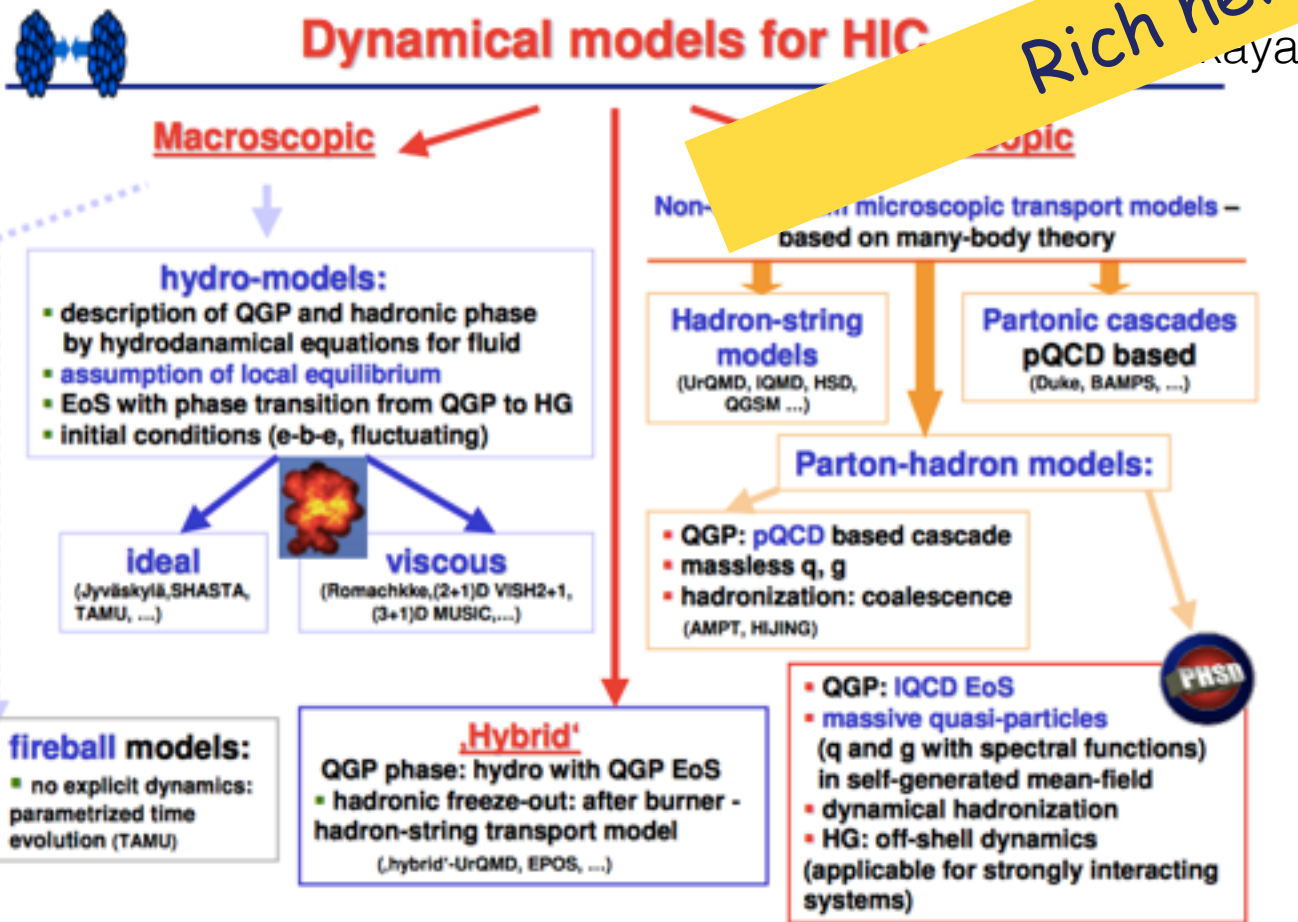 Dynamical models for HIC
Rich
Macroscopic
microscopic transport models –
based on many-body theory
hydro-models:
▪ description of QGP and hadronic phase
by hydrodanamical equations for fluid
▪ assumption of local equilibrium
▪ EoS with phase transition from QGP to HG
▪ initial conditions (e-b-e, fluctuating)
Hadron-string
models
(UrQMD, IQMD, HSD,
QGSM ...)
Partonic cascades
pQCD based
(Duke, BAMPS, ...)
Parton-hadron models:
ideal
(Jyväskylä,SHASTA,
TAMU, ...)
viscous
(Romachkke,(2+1)D VISH2+1,
(3+1)D MUSIC,...)
▪ QGP: pQCD based cascade
▪ massless q, g
▪ hadronization: coalescence
(AMPT, HIJING)
PHSD
fireball models:
▪ no explicit dynamics:
parametrized time
evolution (TAMU)
‚Hybrid‘
QGP phase: hydro with QGP EoS
▪ hadronic freeze-out: after burner -
hadron-string transport model
(‚hybrid‘-UrQMD, EPOS, ...)
▪ QGP: lQCD EoS
▪ massive quasi-particles
(q and g with spectral functions)
in self-generated mean-field
▪ dynamical hadronization
▪ HG: off-shell dynamics
(applicable for strongly interacting
systems)